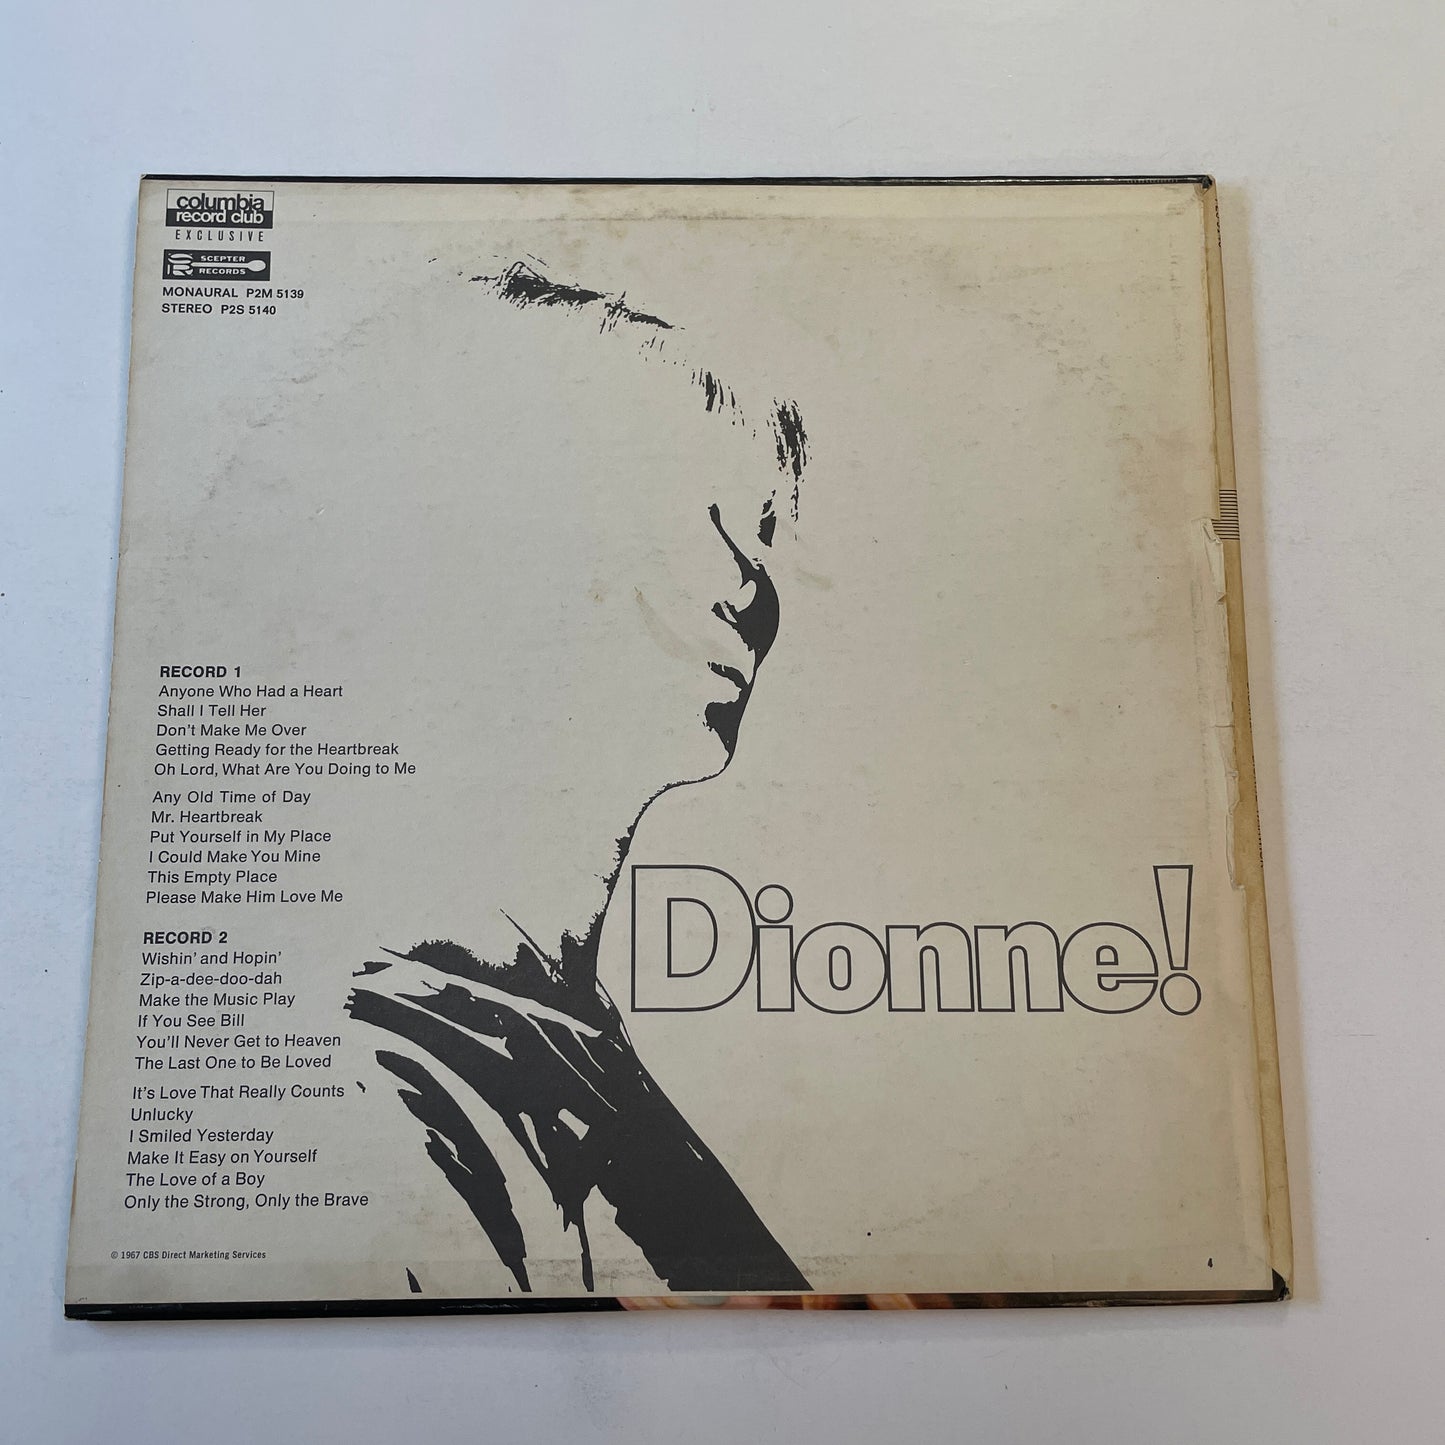 columbia
record club
EXCLUSIVE
SCEPTER
RECORDS
MONAURAL P2M 5139
STEREO P2S 5140
RECORD 1
Anyone Who Had a Heart
Shall I Tell Her
Don't Make Me Over
Getting Ready for the Heartbreak
Oh Lord, What Are You Doing to Me
Any Old Time of Day
Mr. Heartbreak
Put Yourself in My Place
I Could Make You Mine
This Empty Place
Please Make Him Love Me
RECORD 2
Wishin' and Hopin'
Zip-a-dee-doo-dah
Make the Music Play
If You See Bill
You'll Never Get to Heaven
The Last One to Be Loved
It's Love That Really Counts
Unlucky
I Smiled Yesterday
Make It Easy on Yourself
The Love of a Boy
Only the Strong, Only the Brave
© 1967 CBS Direct Marketing Services
Dionne!
4